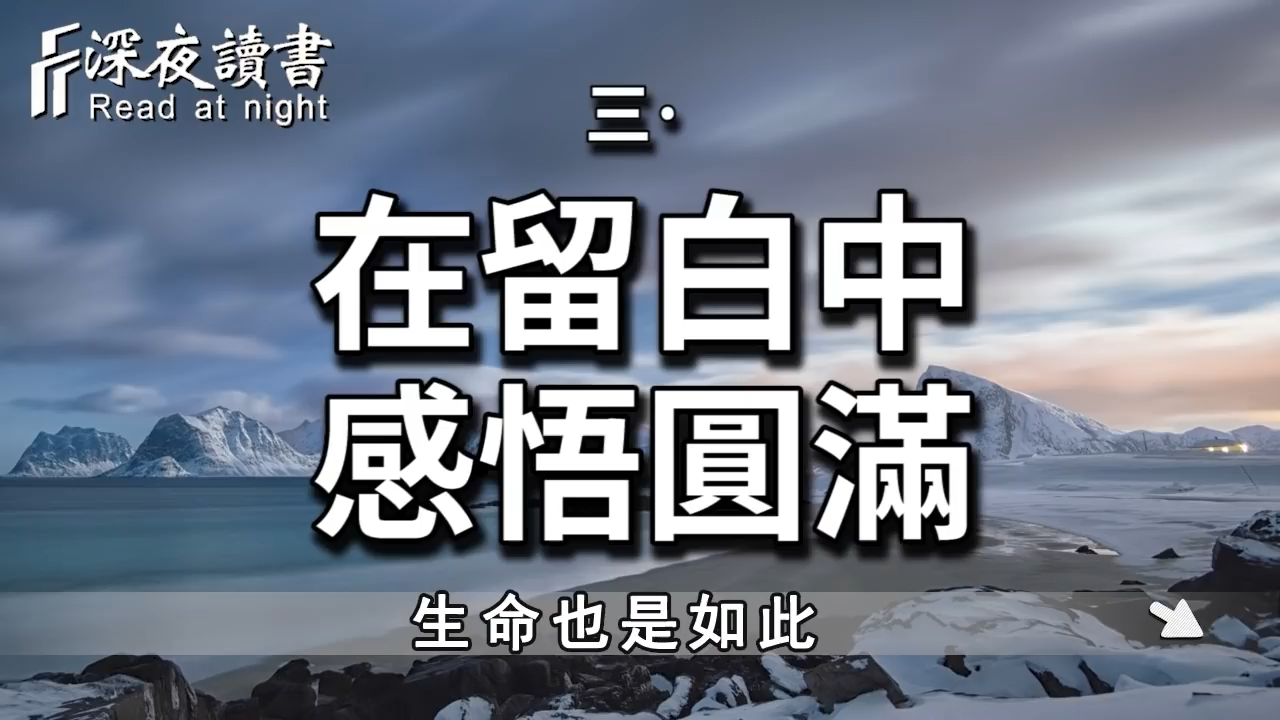 深夜讀書
Read at night
三·
在留白中
感悟圓滿
生命也是如此